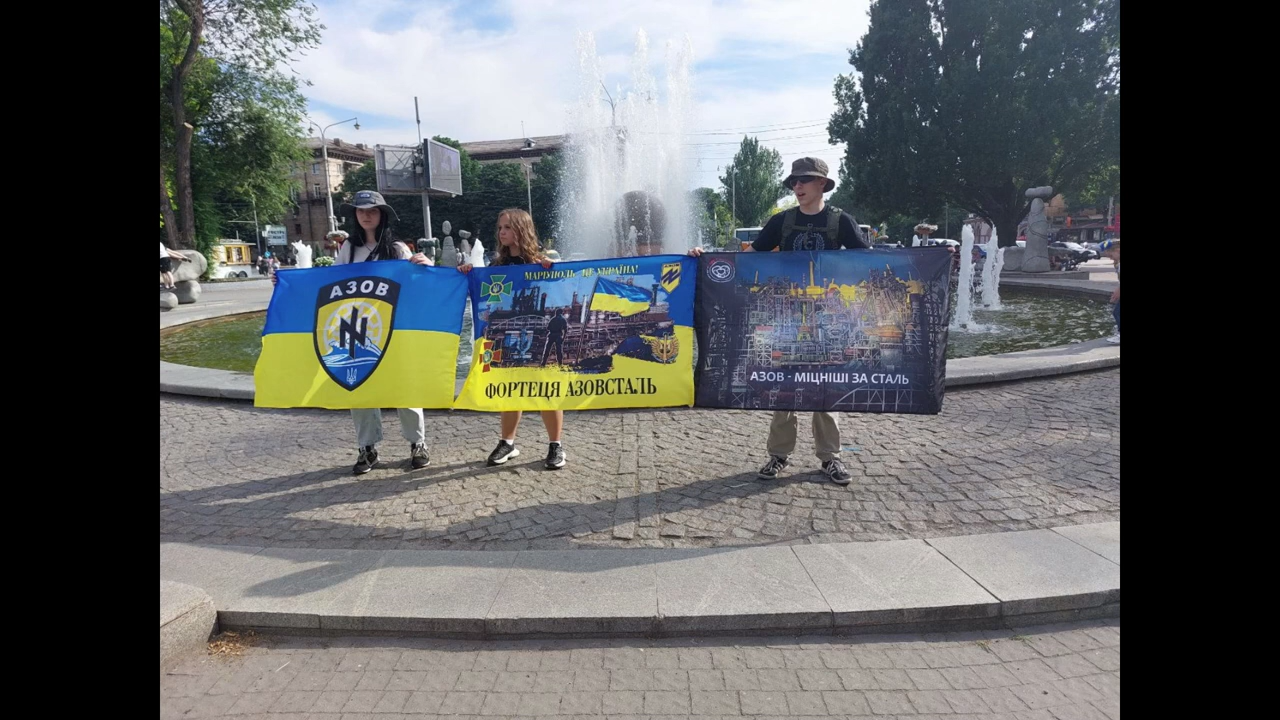 АЗОВ
МАРІУПОЛЬ - ЦЕ УКРАЇНА!
ФОРТЕЦЯ АЗОВСТАЛЬ
АЗОВ - МІЦНІШІ ЗА СТАЛЬ